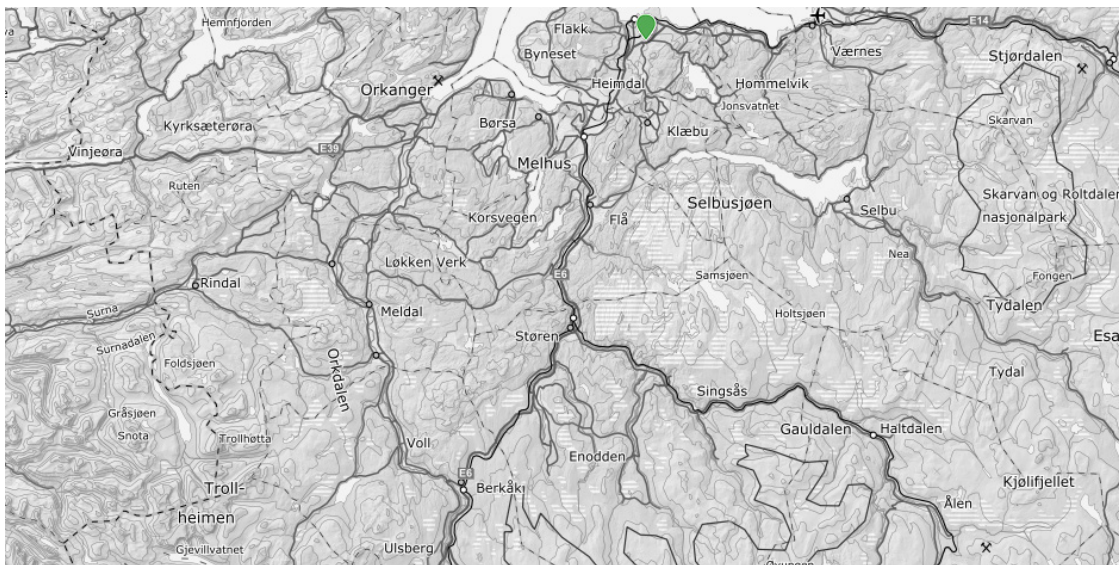 Hemnfjorden
Flakk
E14
Byneset
Værnes
Stjørdalen
Orkanger
Heimdal
Hommelvik
Jonsvatnet
Børsa
Skarvan
Kyrksæterøra
Klæbu
E39
Vinjeøra
Melhus
Ruten
Skarvan og Roltdalen
nasjonalpark
Selbusjøen
Korsvegen
Flå
Selbu
Løkken Verk
Nea
E6
Samsjøen
Fongen
Rindal
Surna
Meldal
Holtsjøen
Tydalen
Surnadalen
Støren
Esa
Foldsjøen
Orkdalen
Tydal
Singsås
Gråsjøen
Snota
Trollhøtta
Gauldalen
Haltdalen
Voll
Enodden
E6
Troll-
heimen
Berkåk
Kjølifjellet
Ålen
Gjevillvatnet
Ulsberg